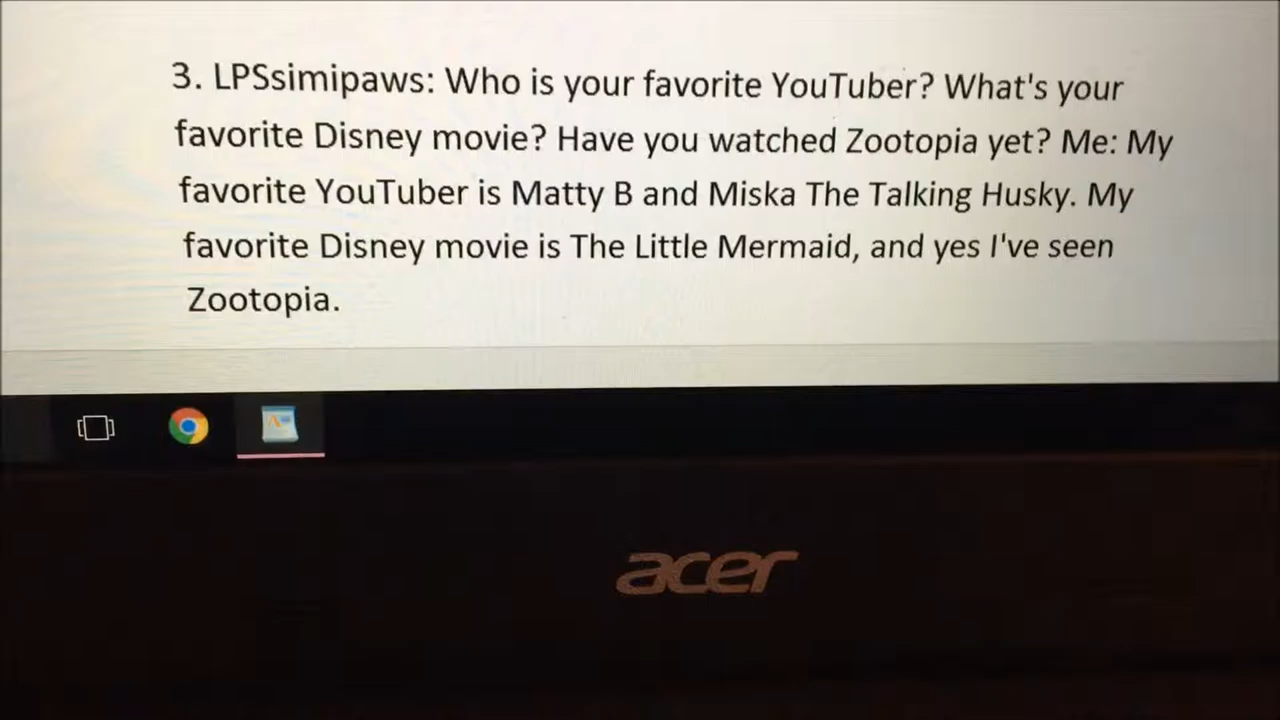 3. LPSsimipaws: Who is your favorite YouTuber? What's your
favorite Disney movie? Have you watched Zootopia yet? Me: My
favorite YouTuber is Matty B and Miska The Talking Husky. My
favorite Disney movie is The Little Mermaid, and yes I've seen
Zootopia.
acer